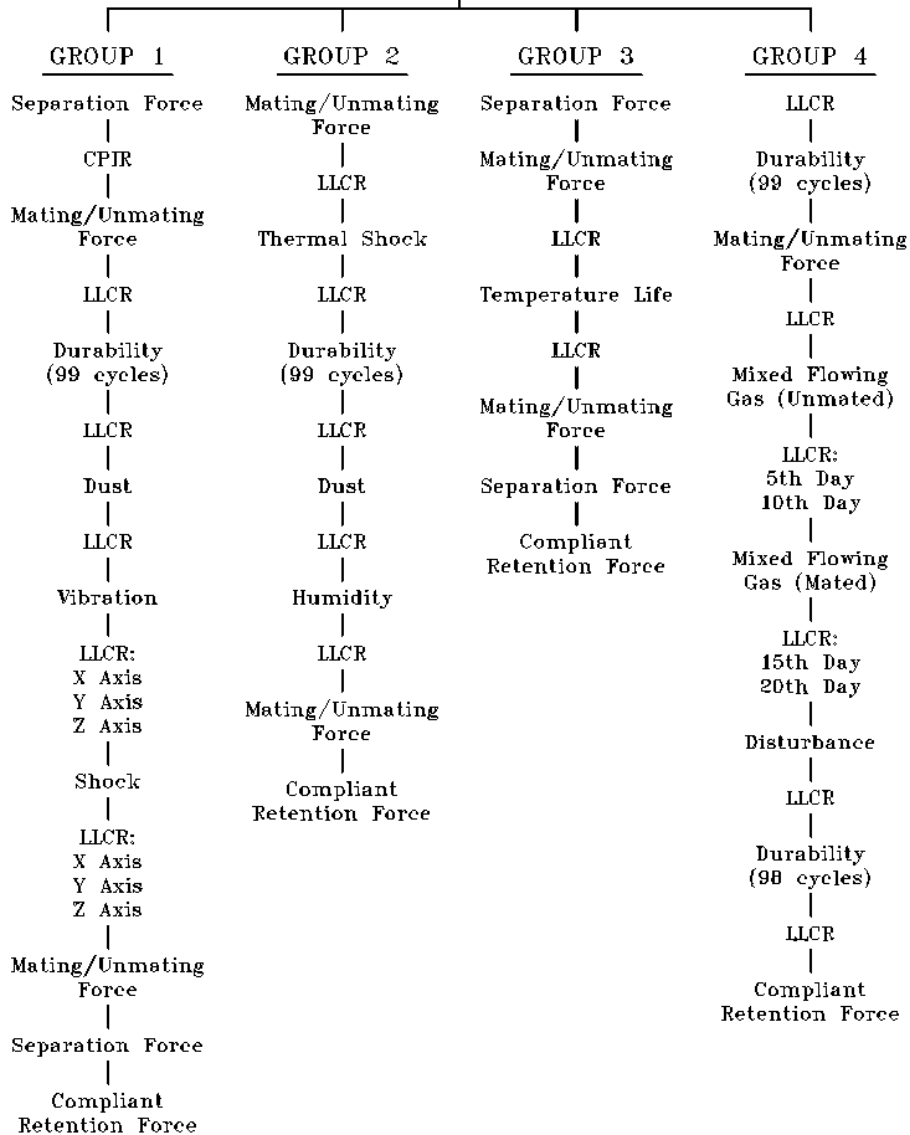 GROUP 1
Separation Force
CPIR
Mating/Unmating
Force
LLCR
Durability
(99 cycles)
LLCR
Dust
LLCR
Vibration
LLCR:
X Axis
Y Axis
Z Axis
Shock
LLCR:
X Axis
Y Axis
Z Axis
Mating/Unmating
Force
Separation Force
Compliant
Retention Force
GROUP 2
Mating/Unmating
Force
LLCR
Thermal Shock
LLCR
Durability
(99 cycles)
LLCR
Dust
LLCR
Humidity
LLCR
Mating/Unmating
Force
Compliant
Retention Force
GROUP 3
Separation Force
Mating/Unmating
Force
LLCR
Temperature Life
LLCR
Mating/Unmating
Force
Separation Force
Compliant
Retention Force
GROUP 4
LLCR
Durability
(99 cycles)
Mating/Unmating
Force
LLCR
Mixed Flowing
Gas (Unmated)
LLCR:
5th Day
10th Day
Mixed Flowing
Gas (Mated)
LLCR:
15th Day
20th Day
Disturbance
LLCR
Durability
(98 cycles)
LLCR
Compliant
Retention Force